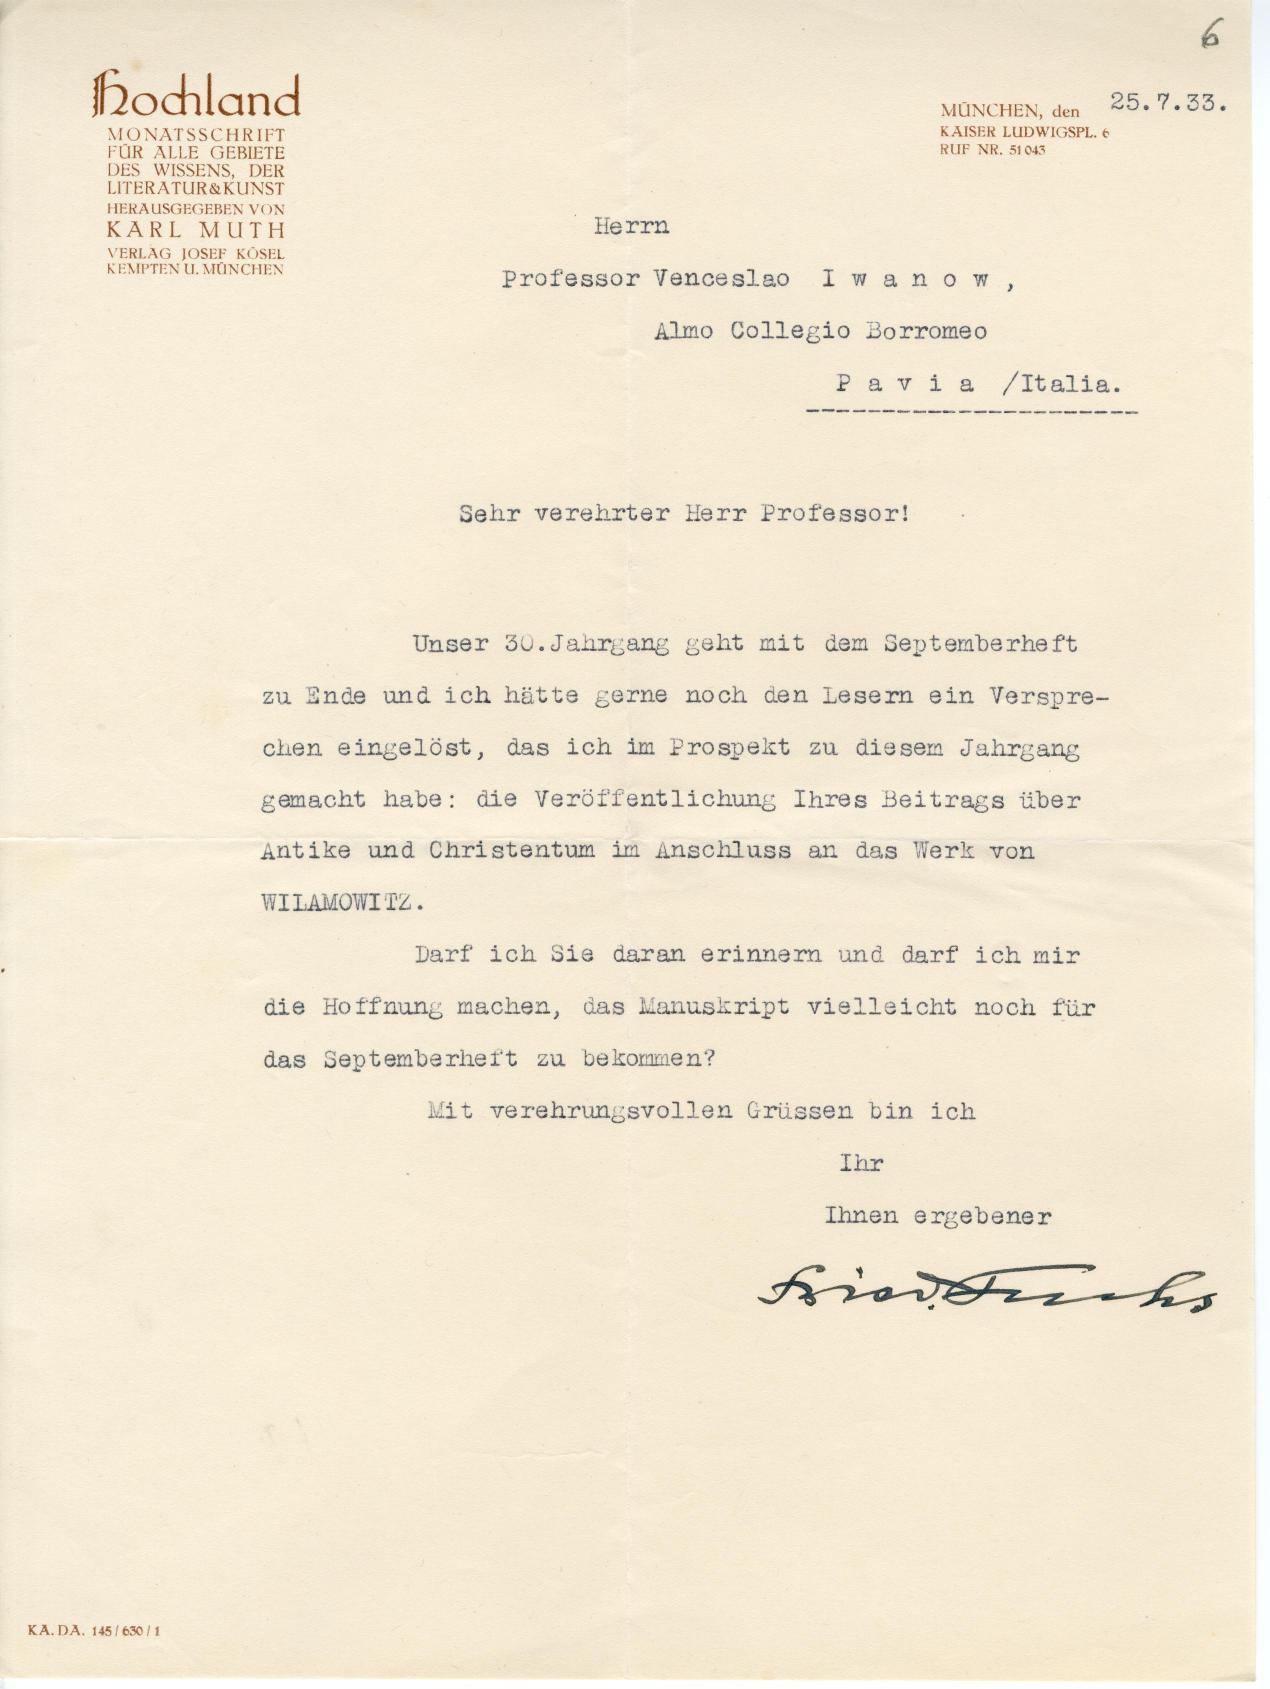 6
Hochland
MONATSSCHRIFT
FÜR ALLE GEBIETE
DES WISSENS, DER
LITERATUR&KUNST
HERAUSGEGEBEN VON
KARL MUTH
VERLAG JOSEF KÖSEL
KEMPTEN U. MÜNCHEN
MÜNCHEN, den 25.7.33.
KAISER LUDWIGSPL. 6
RUF NR. 51043
Herrn
Professor Venceslao I w a n o w ,
Almo Collegio Borromeo
P a v i a /Italia.
Sehr verehrter Herr Professor!
Unser 30.Jahrgang geht mit dem Septemberheft
zu Ende und ich hätte gerne noch den Lesern ein Verspre-
chen eingelöst, das ich im Prospekt zu diesem Jahrgang
gemacht habe: die Veröffentlichung Ihres Beitrags über
Antike und Christentum im Anschluss an das Werk von
WILAMOWITZ.
Darf ich Sie daran erinnern und darf ich mir
die Hoffnung machen, das Manuskript vielleicht noch für
das Septemberheft zu bekommen?
Mit verehrungsvollen Grüssen bin ich
Ihr
Ihnen ergebener
Fried. Fuchs
KA.DA. 145/630/1